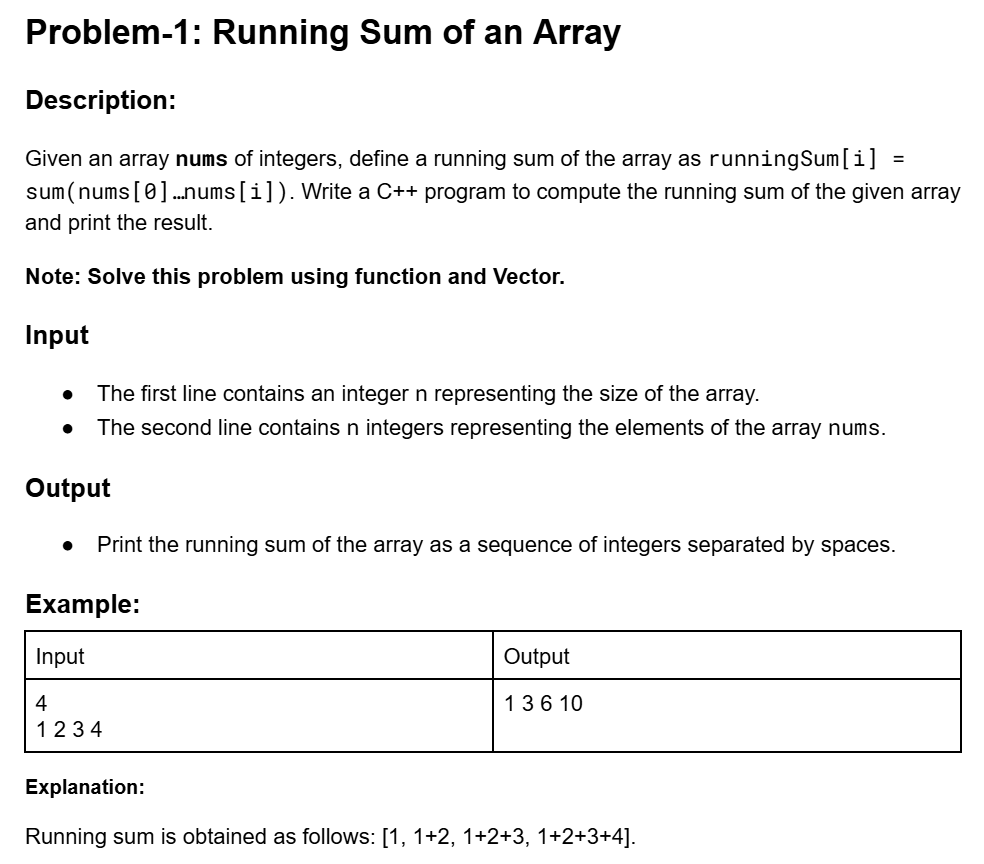 Problem-1: Running Sum of an Array
Description:
Given an array nums of integers, define a running sum of the array as runningSum[i] =
sum(nums[0]…nums[i]). Write a C++ program to compute the running sum of the given array
and print the result.
Note: Solve this problem using function and Vector.
Input
● The first line contains an integer n representing the size of the array.
● The second line contains n integers representing the elements of the array nums.
Output
● Print the running sum of the array as a sequence of integers separated by spaces.
Example:
Input Output
4 1 3 6 10
1 2 3 4
Explanation:
Running sum is obtained as follows: [1, 1+2, 1+2+3, 1+2+3+4].